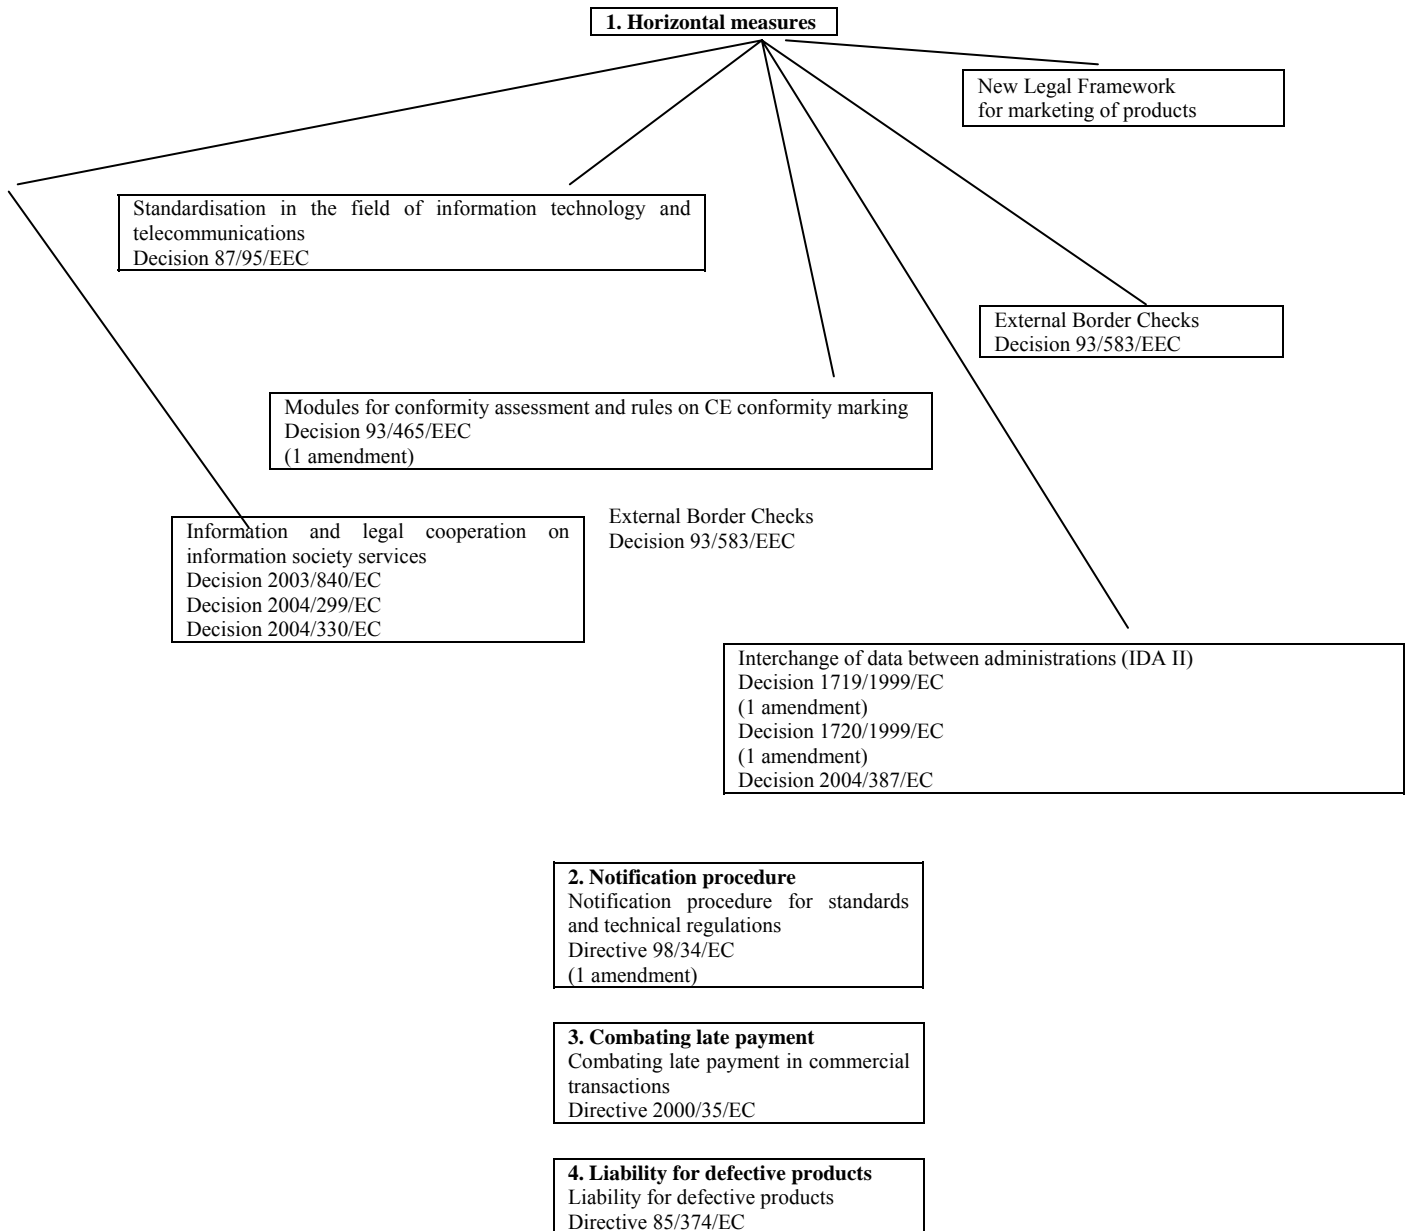 1. Horizontal measures
New Legal Framework
for marketing of products
Standardisation in the field of information technology and
telecommunications
Decision 87/95/EEC
External Border Checks
Decision 93/583/EEC
Modules for conformity assessment and rules on CE conformity marking
Decision 93/465/EEC
(1 amendment)
Information and legal cooperation on
information society services
Decision 2003/840/EC
Decision 2004/299/EC
Decision 2004/330/EC
External Border Checks
Decision 93/583/EEC
Interchange of data between administrations (IDA II)
Decision 1719/1999/EC
(1 amendment)
Decision 1720/1999/EC
(1 amendment)
Decision 2004/387/EC
2. Notification procedure
Notification procedure for standards
and technical regulations
Directive 98/34/EC
(1 amendment)
3. Combating late payment
Combating late payment in commercial
transactions
Directive 2000/35/EC
4. Liability for defective products
Liability for defective products
Directive 85/374/EC